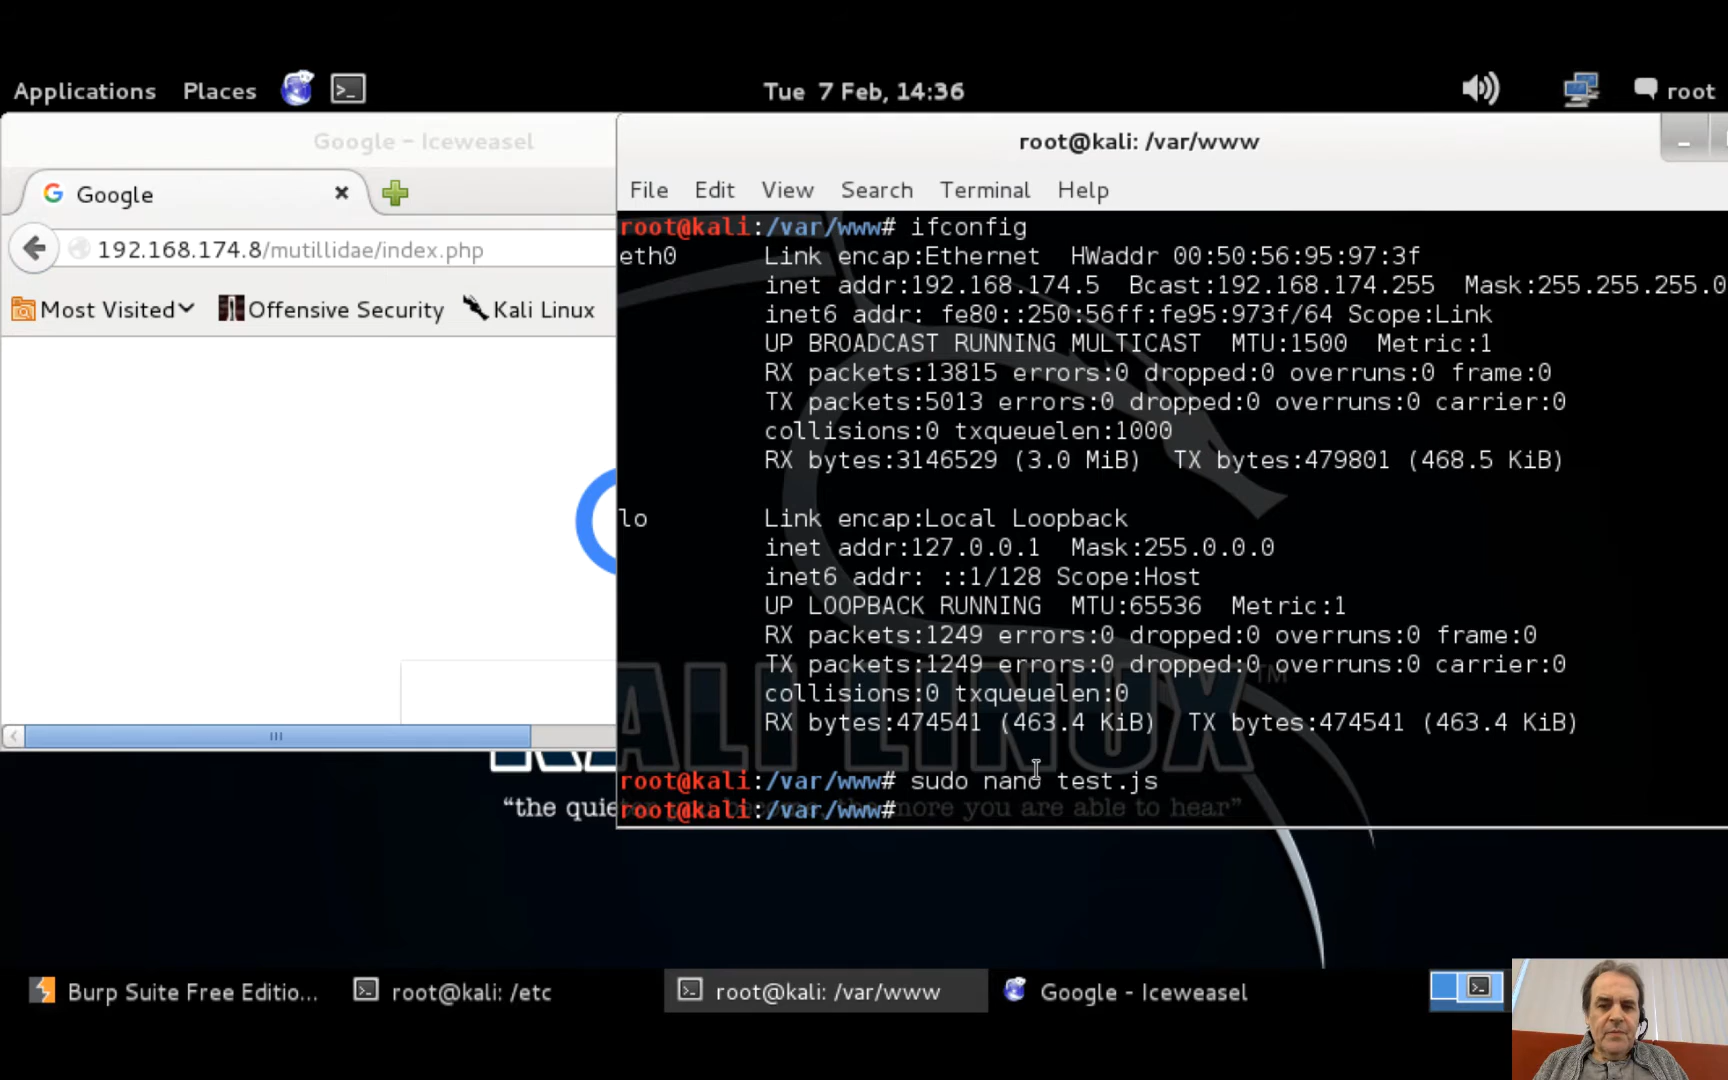 Applications Places Tue 7 Feb, 14:36 root
Google - Iceweasel
Google
192.168.174.8/mutillidae/index.php
Most Visited Offensive Security Kali Linux
root@kali: /var/www
File Edit View Search Terminal Help
root@kali:/var/www# ifconfig
eth0 Link encap:Ethernet HWaddr 00:50:56:95:97:3f
inet addr:192.168.174.5 Bcast:192.168.174.255 Mask:255.255.255.0
inet6 addr: fe80::250:56ff:fe95:973f/64 Scope:Link
UP BROADCAST RUNNING MULTICAST MTU:1500 Metric:1
RX packets:13815 errors:0 dropped:0 overruns:0 frame:0
TX packets:5013 errors:0 dropped:0 overruns:0 carrier:0
collisions:0 txqueuelen:1000
RX bytes:3146529 (3.0 MiB) TX bytes:479801 (468.5 KiB)
lo Link encap:Local Loopback
inet addr:127.0.0.1 Mask:255.0.0.0
inet6 addr: ::1/128 Scope:Host
UP LOOPBACK RUNNING MTU:65536 Metric:1
RX packets:1249 errors:0 dropped:0 overruns:0 frame:0
TX packets:1249 errors:0 dropped:0 overruns:0 carrier:0
collisions:0 txqueuelen:0
RX bytes:474541 (463.4 KiB) TX bytes:474541 (463.4 KiB)
root@kali:/var/www# sudo nano test.js
root@kali:/var/www#
KALI LINUX™
the more you are able to hear”
Burp Suite Free Editio... root@kali: /etc root@kali: /var/www Google - Iceweasel